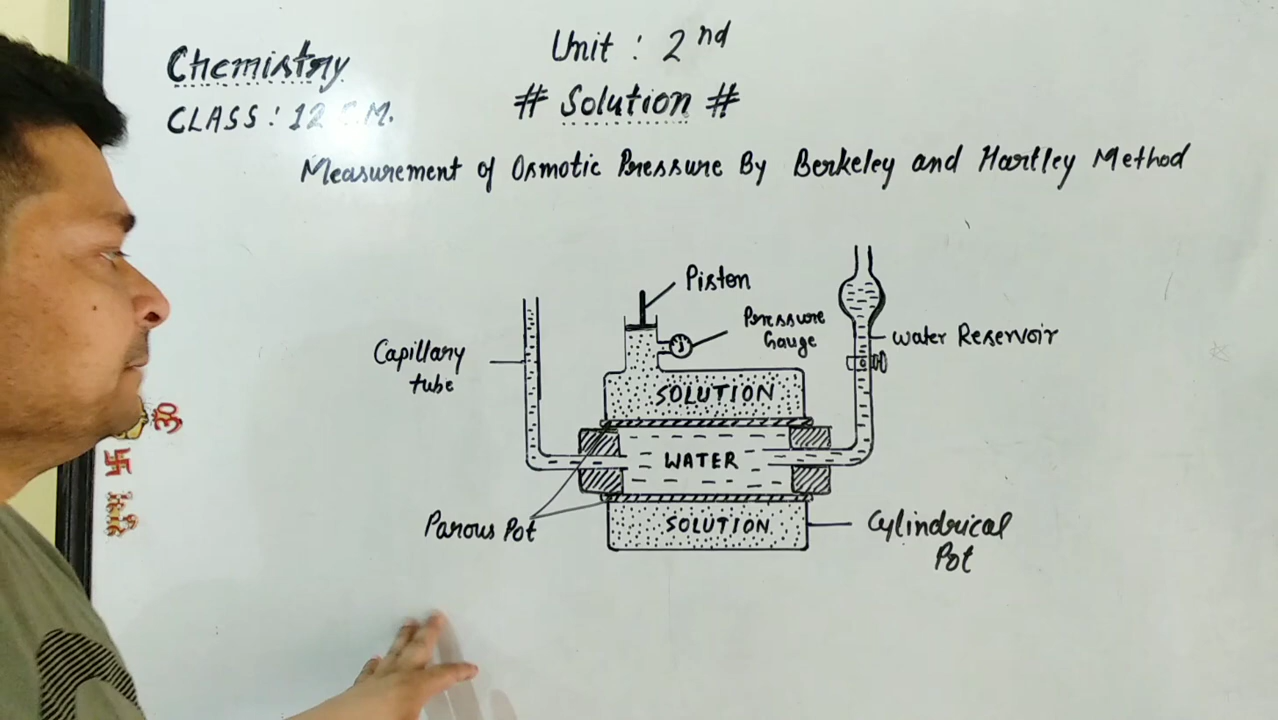 Chemistry
CLASS : 12 E.M.
Unit : 2nd
# Solution #
Measurement of Osmotic Pressure By Berkeley and Hartley Method
Piston
Pressure
Gauge
Capillary
tube
Water Reservoir
SOLUTION
WATER
SOLUTION
Porous Pot
Cylindrical
Pot
ॐ
卐